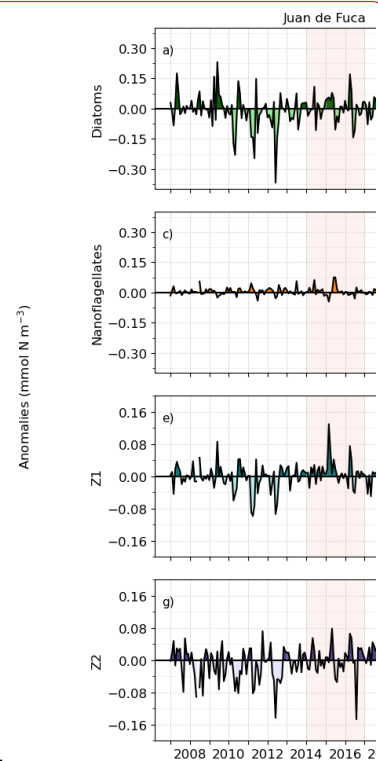 Juan de Fuca
a)
0.30
0.15
0.00
−0.15
−0.30
Diatoms
c)
0.30
0.15
0.00
−0.15
−0.30
Nanoflagellates
Anomalies (mmol N m⁻³)
e)
0.16
0.08
0.00
−0.08
−0.16
Z1
g)
0.16
0.08
0.00
−0.08
−0.16
Z2
2008 2010 2012 2014 2016